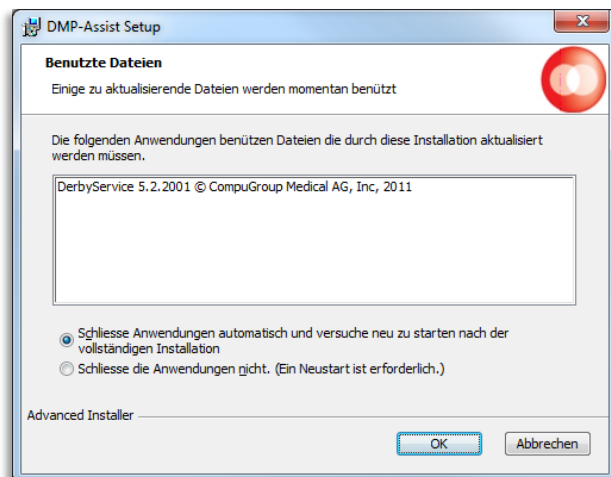 DMP-Assist Setup
Benutzte Dateien
Einige zu aktualisierende Dateien werden momentan benützt
Die folgenden Anwendungen benützen Dateien die durch diese Installation aktualisiert
werden müssen.
DerbyService 5.2.2001 © CompuGroup Medical AG, Inc, 2011
Schliesse Anwendungen automatisch und versuche neu zu starten nach der
vollständigen Installation
Schliesse die Anwendungen nicht. (Ein Neustart ist erforderlich.)
Advanced Installer
OK
Abbrechen